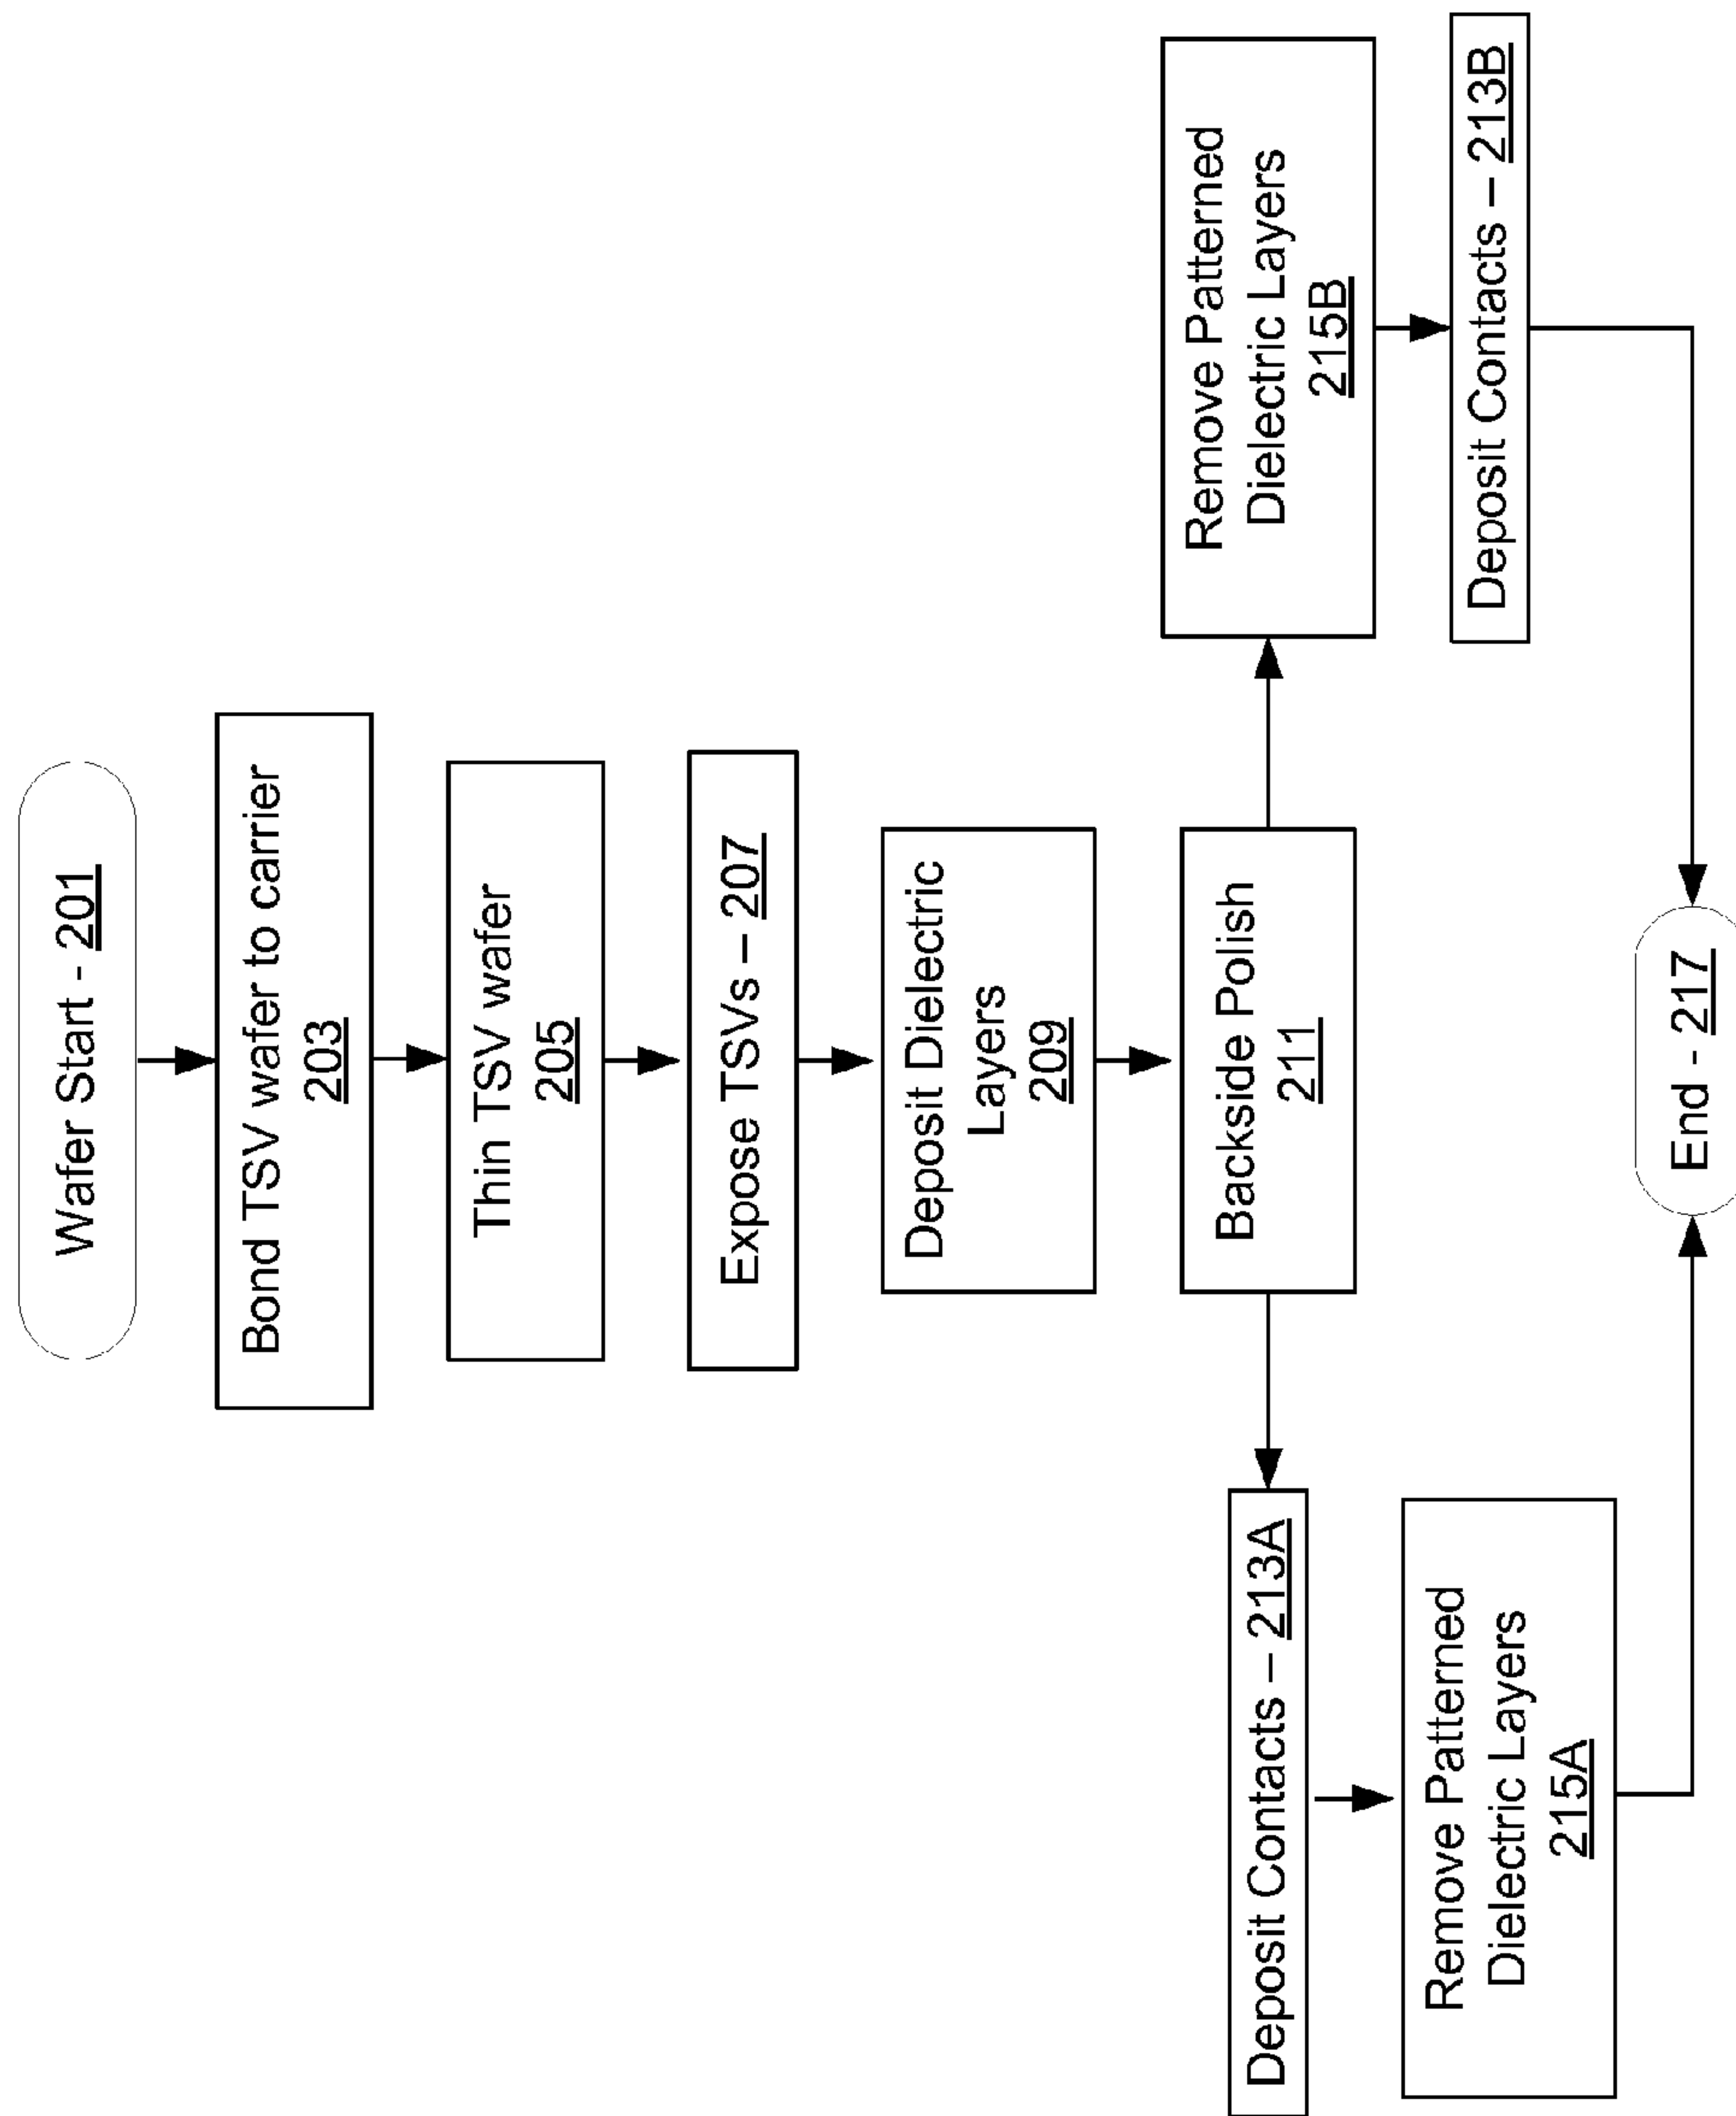 Wafer Start - 201
Bond TSV wafer to carrier
203
Thin TSV wafer
205
Expose TSVs – 207
Deposit Dielectric
Layers
209
Backside Polish
211
Deposit Contacts – 213A
Remove Patterned
Dielectric Layers
215A
Remove Patterned
Dielectric Layers
215B
Deposit Contacts – 213B
End - 217